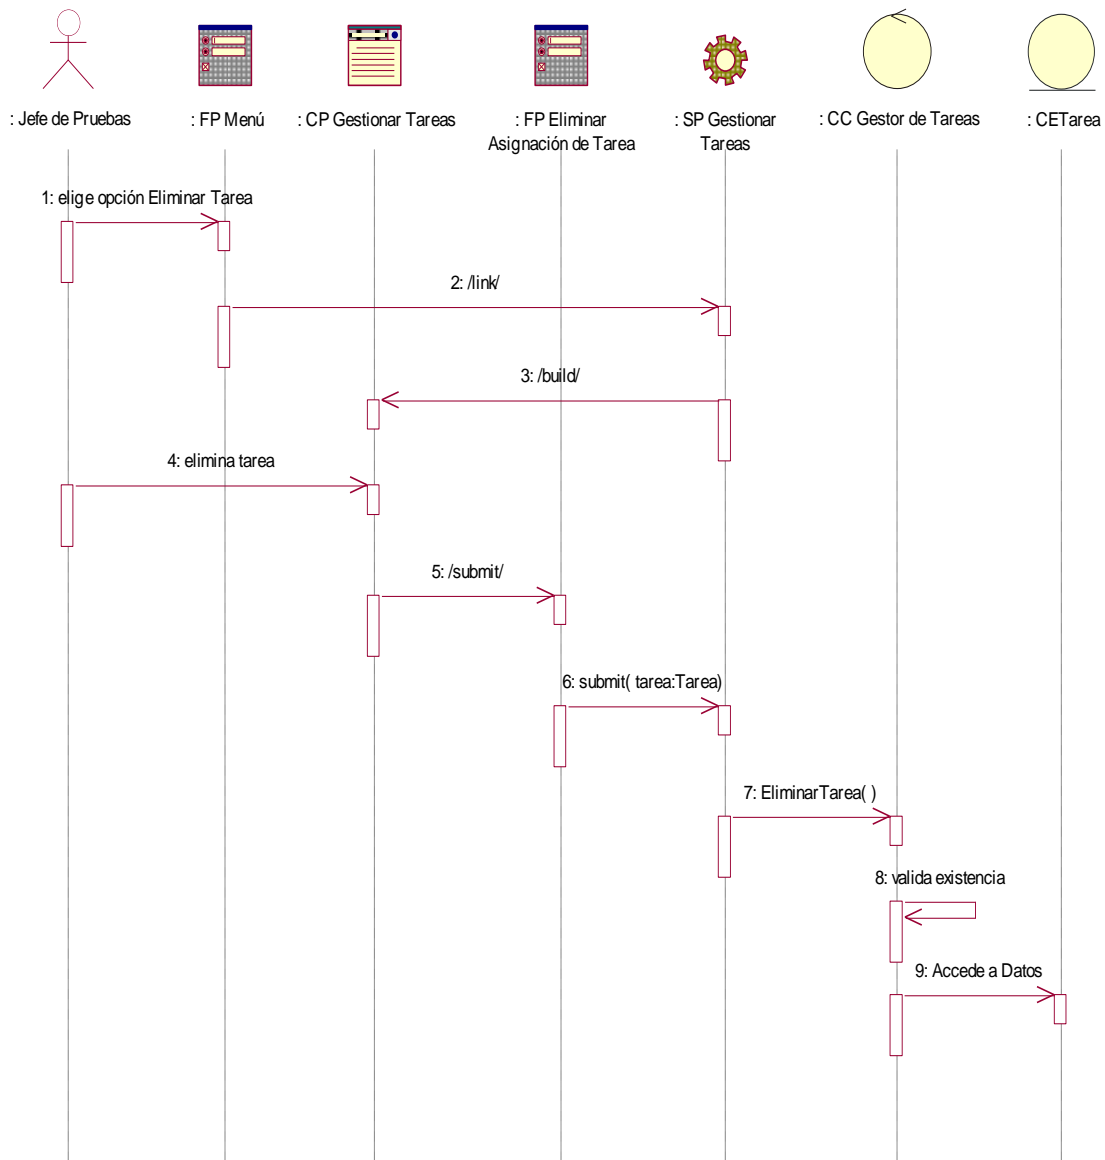 : Jefe de Pruebas
: FP Menú
: CP Gestionar Tareas
: FP Eliminar
Asignación de Tarea
: SP Gestionar
Tareas
: CC Gestor de Tareas
: CETarea
1: elige opción Eliminar Tarea
2: /link/
3: /build/
4: elimina tarea
5: /submit/
6: submit( tarea:Tarea)
7: EliminarTarea( )
8: valida existencia
9: Accede a Datos